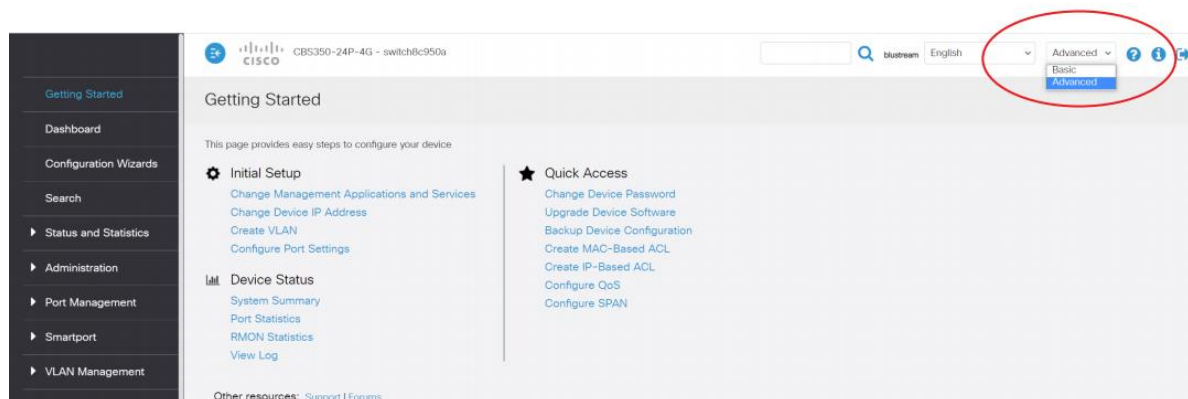 CISCO
CBS350-24P-4G - switch8c950a
blustream
English
Advanced
Basic
Advanced
Getting Started
Dashboard
Configuration Wizards
Search
Status and Statistics
Administration
Port Management
Smartport
VLAN Management
Getting Started
This page provides easy steps to configure your device
Initial Setup
Change Management Applications and Services
Change Device IP Address
Create VLAN
Configure Port Settings
Device Status
System Summary
Port Statistics
RMON Statistics
View Log
Quick Access
Change Device Password
Upgrade Device Software
Backup Device Configuration
Create MAC-Based ACL
Create IP-Based ACL
Configure QoS
Configure SPAN
Other resources: Support | Forums